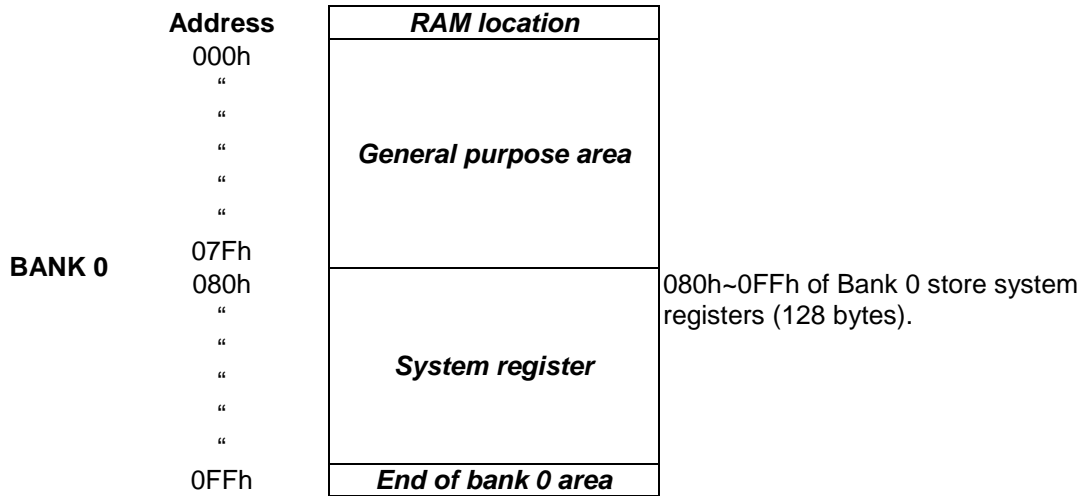 Address RAM location
000h
“
“
“ General purpose area
“
“
07Fh
BANK 0
080h 080h~0FFh of Bank 0 store system
“ registers (128 bytes).
“
“ System register
“
“
0FFh End of bank 0 area